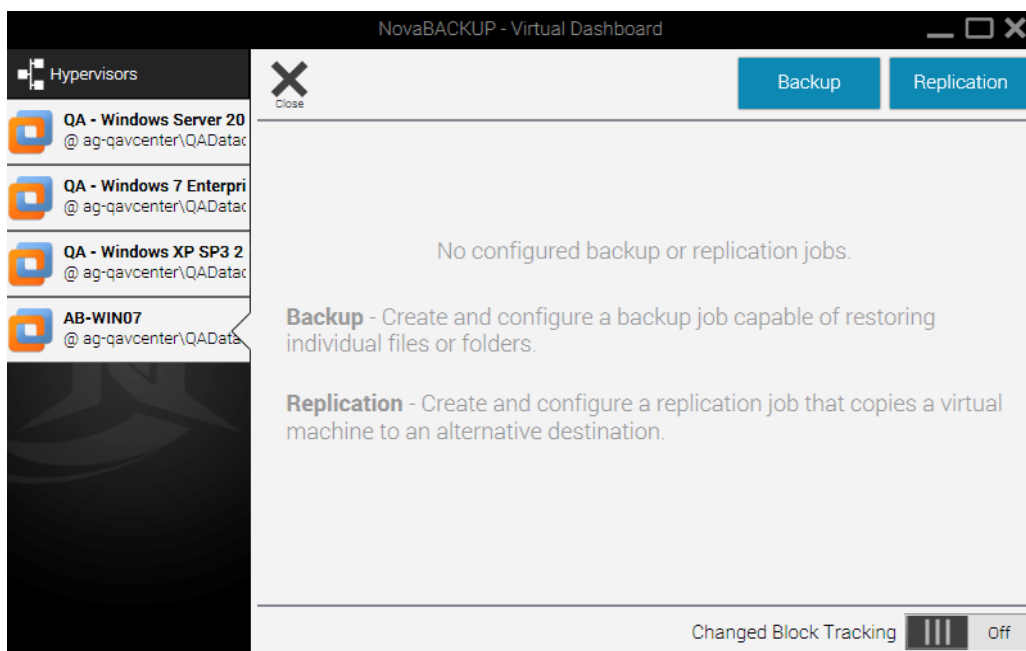 NovaBACKUP - Virtual Dashboard
Hypervisors
QA - Windows Server 20
@ ag-qavcenter\QADatac
QA - Windows 7 Enterpri
@ ag-qavcenter\QADatac
QA - Windows XP SP3 2
@ ag-qavcenter\QADatac
AB-WIN07
@ ag-qavcenter\QAData
Close
Backup
Replication
No configured backup or replication jobs.
Backup - Create and configure a backup job capable of restoring
individual files or folders.
Replication - Create and configure a replication job that copies a virtual
machine to an alternative destination.
Changed Block Tracking
Off